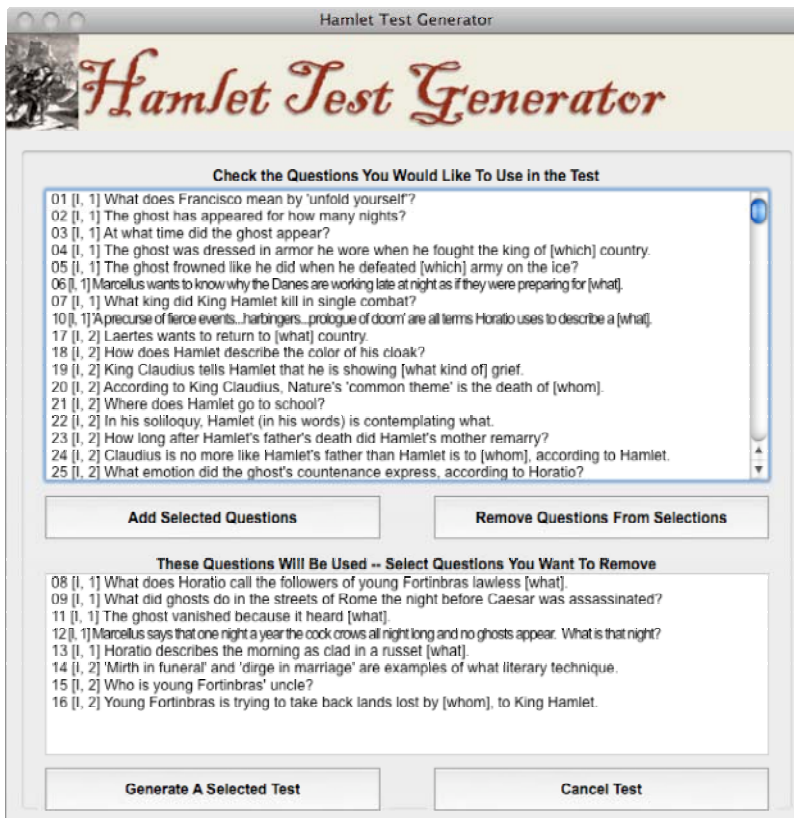 Hamlet Test Generator
Hamlet Test Generator
Check the Questions You Would Like To Use in the Test
01 [I, 1] What does Francisco mean by 'unfold yourself'?
02 [I, 1] The ghost has appeared for how many nights?
03 [I, 1] At what time did the ghost appear?
04 [I, 1] The ghost was dressed in armor he wore when he fought the king of [which] country.
05 [I, 1] The ghost frowned like he did when he defeated [which] army on the ice?
06 [I, 1] Marcellus wants to know why the Danes are working late at night as if they were preparing for [what].
07 [I, 1] What king did King Hamlet kill in single combat?
10 [I, 1] 'A precurse of fierce events...harbingers...prologue of doom' are all terms Horatio uses to describe a [what].
17 [I, 2] Laertes wants to return to [what] country.
18 [I, 2] How does Hamlet describe the color of his cloak?
19 [I, 2] King Claudius tells Hamlet that he is showing [what kind of] grief.
20 [I, 2] According to King Claudius, Nature's 'common theme' is the death of [whom].
21 [I, 2] Where does Hamlet go to school?
22 [I, 2] In his soliloquy, Hamlet (in his words) is contemplating what.
23 [I, 2] How long after Hamlet's father's death did Hamlet's mother remarry?
24 [I, 2] Claudius is no more like Hamlet's father than Hamlet is to [whom], according to Hamlet.
25 [I, 2] What emotion did the ghost's countenance express, according to Horatio?
Add Selected Questions
Remove Questions From Selections
These Questions Will Be Used -- Select Questions You Want To Remove
08 [I, 1] What does Horatio call the followers of young Fortinbras lawless [what].
09 [I, 1] What did ghosts do in the streets of Rome the night before Caesar was assassinated?
11 [I, 1] The ghost vanished because it heard [what].
12 [I, 1] Marcellus says that one night a year the cock crows all night long and no ghosts appear. What is that night?
13 [I, 1] Horatio describes the morning as clad in a russet [what].
14 [I, 2] 'Mirth in funeral' and 'dirge in marriage' are examples of what literary technique.
15 [I, 2] Who is young Fortinbras' uncle?
16 [I, 2] Young Fortinbras is trying to take back lands lost by [whom], to King Hamlet.
Generate A Selected Test
Cancel Test